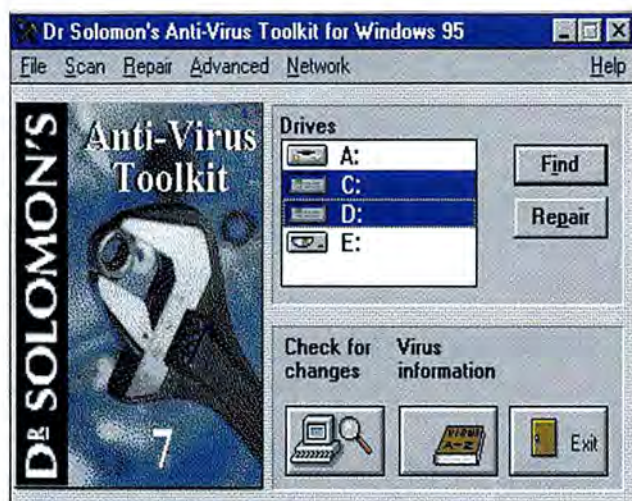 Dr Solomon's Anti-Virus Toolkit for Windows 95
File Scan Repair Advanced Network Help
DR SOLOMON'S
Anti-Virus
Toolkit
7
Drives
A:
C:
D:
E:
Find
Repair
Check for changes
Virus information
VIRUS
A-Z
Exit